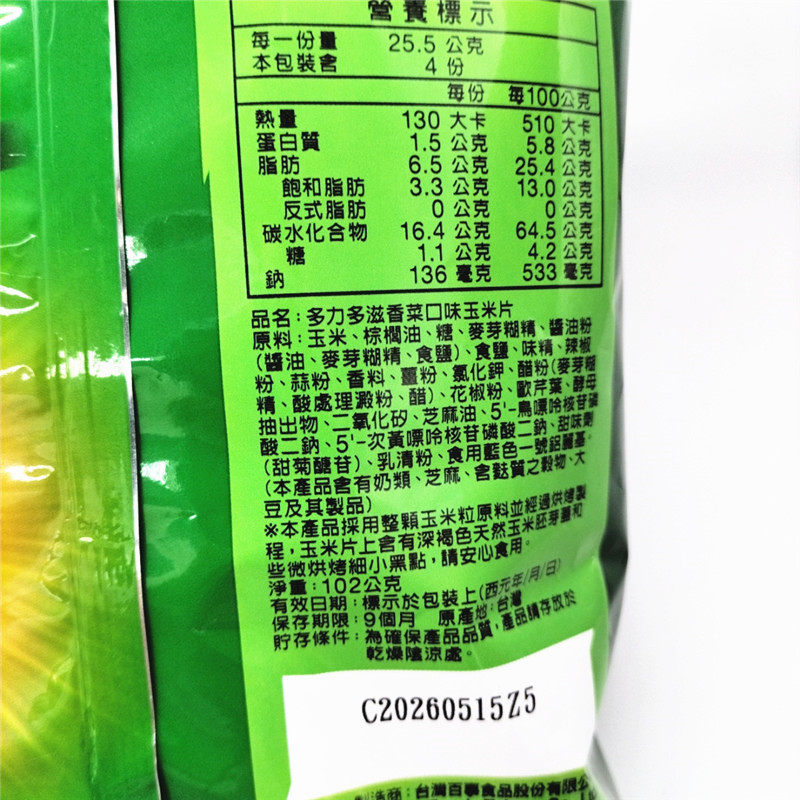 營養標示
每一份量 25.5 公克
本包裝含 4 份
每份 每100公克
熱量 130 大卡 510 大卡
蛋白質 1.5 公克 5.8 公克
脂肪 6.5 公克 25.4 公克
飽和脂肪 3.3 公克 13.0 公克
反式脂肪 0 公克 0 公克
碳水化合物 16.4 公克 64.5 公克
糖 1.1 公克 4.2 公克
鈉 136 毫克 533 毫克
品名：多力多滋香菜口味玉米片
原料：玉米、棕櫚油、糖、麥芽糊精、醬油粉
（醬油、麥芽糊精、食鹽）、食鹽、味精、辣椒
粉、蒜粉、香料、薑粉、氯化鉀、醋粉（麥芽糊
精、酸處理澱粉、醋）、花椒粉、歐芹葉、酵母
抽出物、二氧化矽、芝麻油、5'-鳥嘌呤核苷磷
酸二鈉、5'-次黃嘌呤核苷磷酸二鈉、甜味劑
（甜菊醣苷）、乳清粉、食用藍色一號鋁麗基。
（本產品含有奶類、芝麻、含麩質之穀物、大
豆及其製品）
※本產品採用整顆玉米粒原料並經過烘烤製
程，玉米片上含有深褐色天然玉米胚芽蓋和
些微烘烤細小黑點，請安心食用。
淨重：102公克
有效日期：標示於包裝上(西元年/月/日)
保存期限：9個月 原產地：台灣
貯存條件：為確保產品品質，產品請存放於
乾燥陰涼處。
C20260515Z5
製造商：台灣百事食品股份有限公